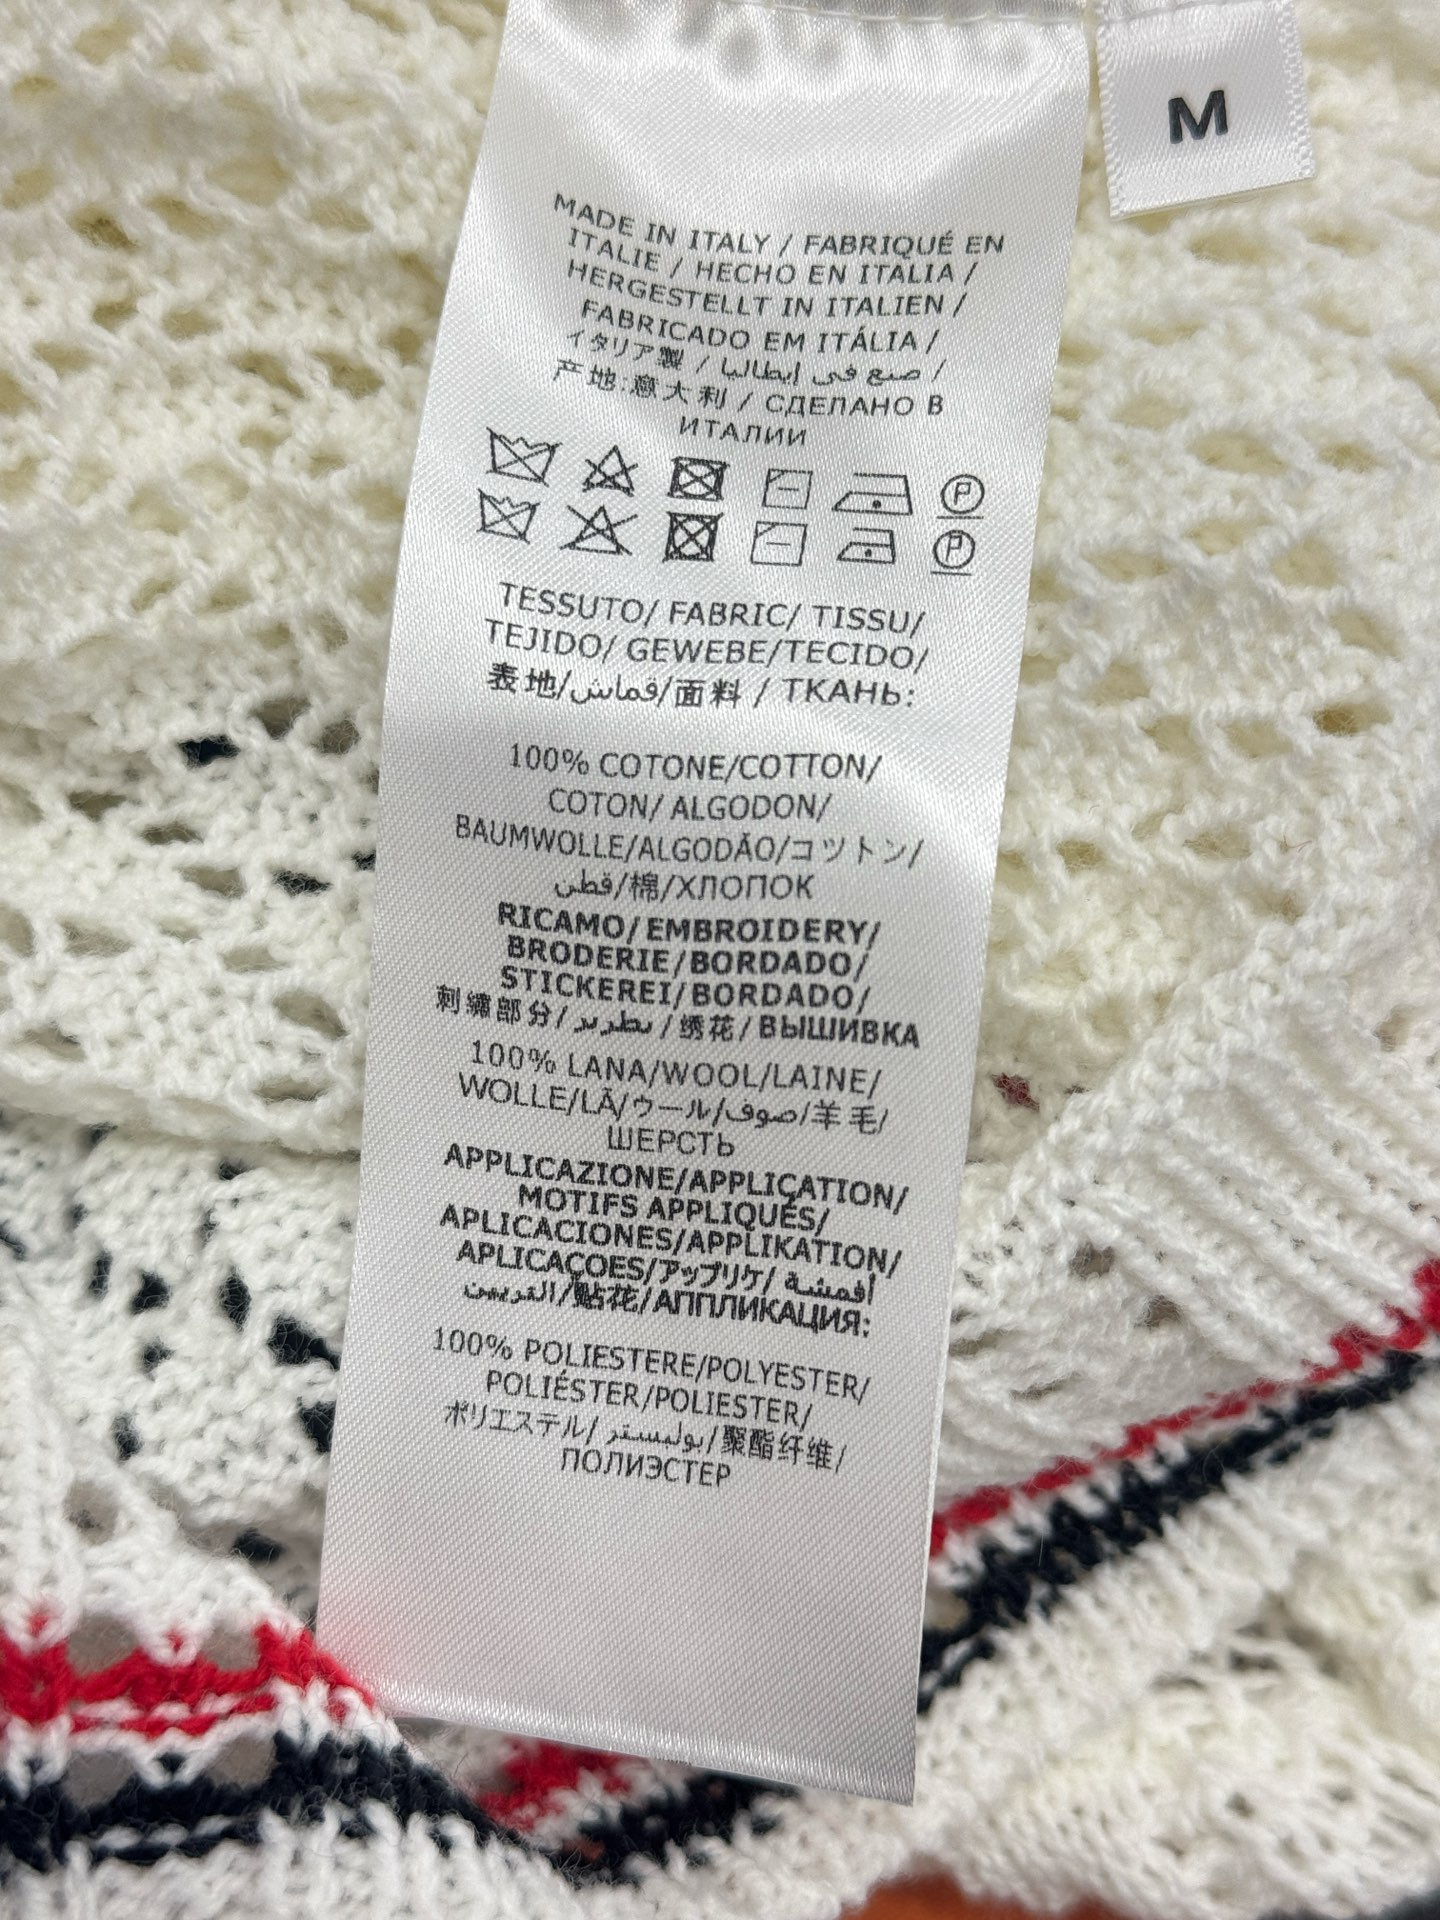 M
MADE IN ITALY / FABRIQUÉ EN
ITALIE / HECHO EN ITALIA /
HERGESTELLT IN ITALIEN /
FABRICADO EM ITÁLIA /
イタリア製 / صنع في إيطاليا /
产地:意大利 / СДЕЛАНО В
ИТАЛИИ
P
P
TESSUTO/ FABRIC/ TISSU/
TEJIDO/ GEWEBE/TECIDO/
表地/قماش/面料 / ТКАНЬ:
100% COTONE/COTTON/
COTON/ ALGODON/
BAUMWOLLE/ALGODÃO/コットン/
قطن/棉/ХЛОПОК
RICAMO/EMBROIDERY/
BRODERIE/BORDADO/
STICKEREI/BORDADO/
刺繍部分/تطريز/绣花/ВЫШИВКА
100% LANA/WOOL/LAINE/
WOLLE/LÃ/ウール/صوف/羊毛/
ШЕРСТЬ
APPLICAZIONE/APPLICATION/
MOTIFS APPLIQUÉS/
APLICACIONES/APPLIKATION/
APLICAÇOES/アップリケ/ أقمشة
التزيين/贴花/АППЛИКАЦИЯ:
100% POLIESTERE/POLYESTER/
POLIÉSTER/POLIESTER/
ポリエステル/بوليستر/聚酯纤维/
ПОЛИЭСТЕР